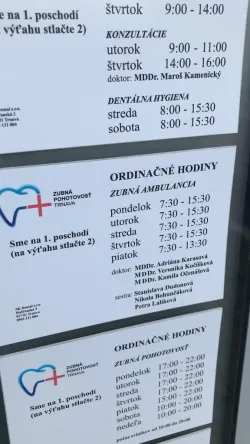 štvrtok 9:00 - 14:00
KONZULTÁCIE
utorok 9:00 - 11:00
štvrtok 14:00 - 16:00
doktor: MDDr. Maroš Kamenický
DENTÁLNA HYGIENA
streda 8:00 - 15:30
sobota 8:00 - 15:30
Sme na 1. poschodí
výťahu stlačte 2)
ORDINAČNÉ HODINY
ZUBNÁ AMBULANCIA
pondelok 7:30 - 15:30
utorok 7:30 - 15:30
streda 7:30 - 15:30
štvrtok 7:30 - 15:30
piatok 7:30 - 13:30
doktor: MDDr. Adriána Karasová
MDDr. Veronika Kočišková
MDDr. Kamila Očenášová
sestra: Stanislava Dudonová
Nikola Bohunčáková
Petra Lalíková
ZUBNÁ
POHOTOVOSŤ
TRNAVA
Sme na 1. poschodí
(na výťahu stlačte 2)
ORDINAČNÉ HODINY
ZUBNÁ POHOTOVOSŤ
pondelok 17:00 - 22:00
utorok 17:00 - 22:00
streda 17:00 - 22:00
štvrtok 17:00 - 22:00
piatok 15:00 - 22:00
sobota 10:00 - 20:00
nedeľa 10:00 - 20:00
ZUBNÁ
POHOTOVOSŤ
TRNAVA
Sme na 1. poschodí
(na výťahu stlačte 2)